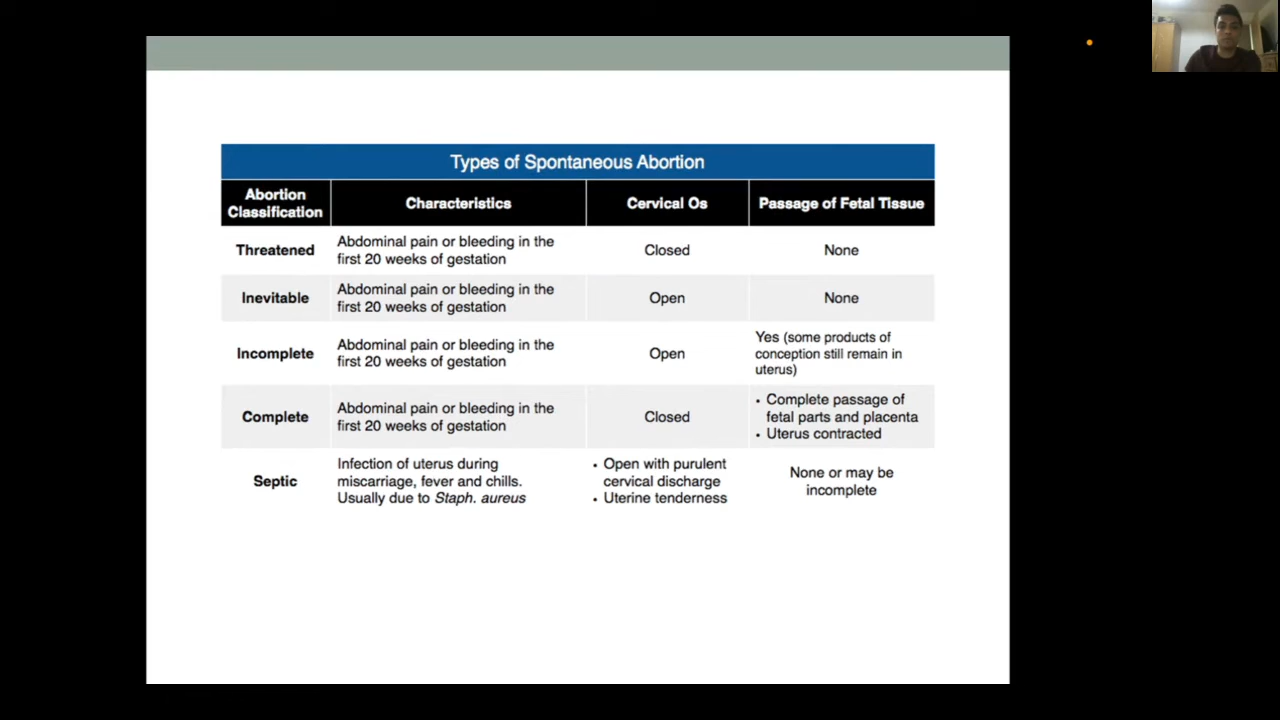 Types of Spontaneous Abortion
Abortion
Classification
Characteristics
Cervical Os
Passage of Fetal Tissue
Threatened
Abdominal pain or bleeding in the
first 20 weeks of gestation
Closed
None
Inevitable
Abdominal pain or bleeding in the
first 20 weeks of gestation
Open
None
Incomplete
Abdominal pain or bleeding in the
first 20 weeks of gestation
Open
Yes (some products of
conception still remain in
uterus)
Complete
Abdominal pain or bleeding in the
first 20 weeks of gestation
Closed
• Complete passage of
fetal parts and placenta
• Uterus contracted
Septic
Infection of uterus during
miscarriage, fever and chills.
Usually due to Staph. aureus
• Open with purulent
cervical discharge
• Uterine tenderness
None or may be
incomplete